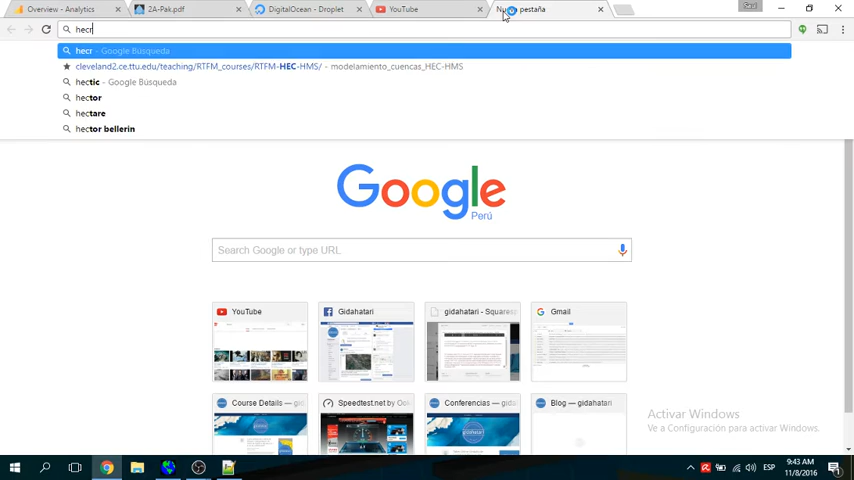 Overview - Analytics
2A-Pak.pdf
DigitalOcean - Droplet
YouTube
pestaña
Saul
hecr
hecr - Google Búsqueda
cleveland2.ce.ttu.edu/teaching/RTFM_courses/RTFM-HEC-HMS/ - modelamiento_cuencas_HEC-HMS
hectic - Google Búsqueda
hector
hectare
hector bellerin
Google
Perú
Search Google or type URL
YouTube
Gidahatari
gidahatari - Squaresp
Gmail
Course Details — gid
Speedtest.net by Ook
Conferencias — gida
Blog — gidahatari
Activar Windows
Ve a Configuración para activar Windows.
ESP
9:43 AM
11/8/2016